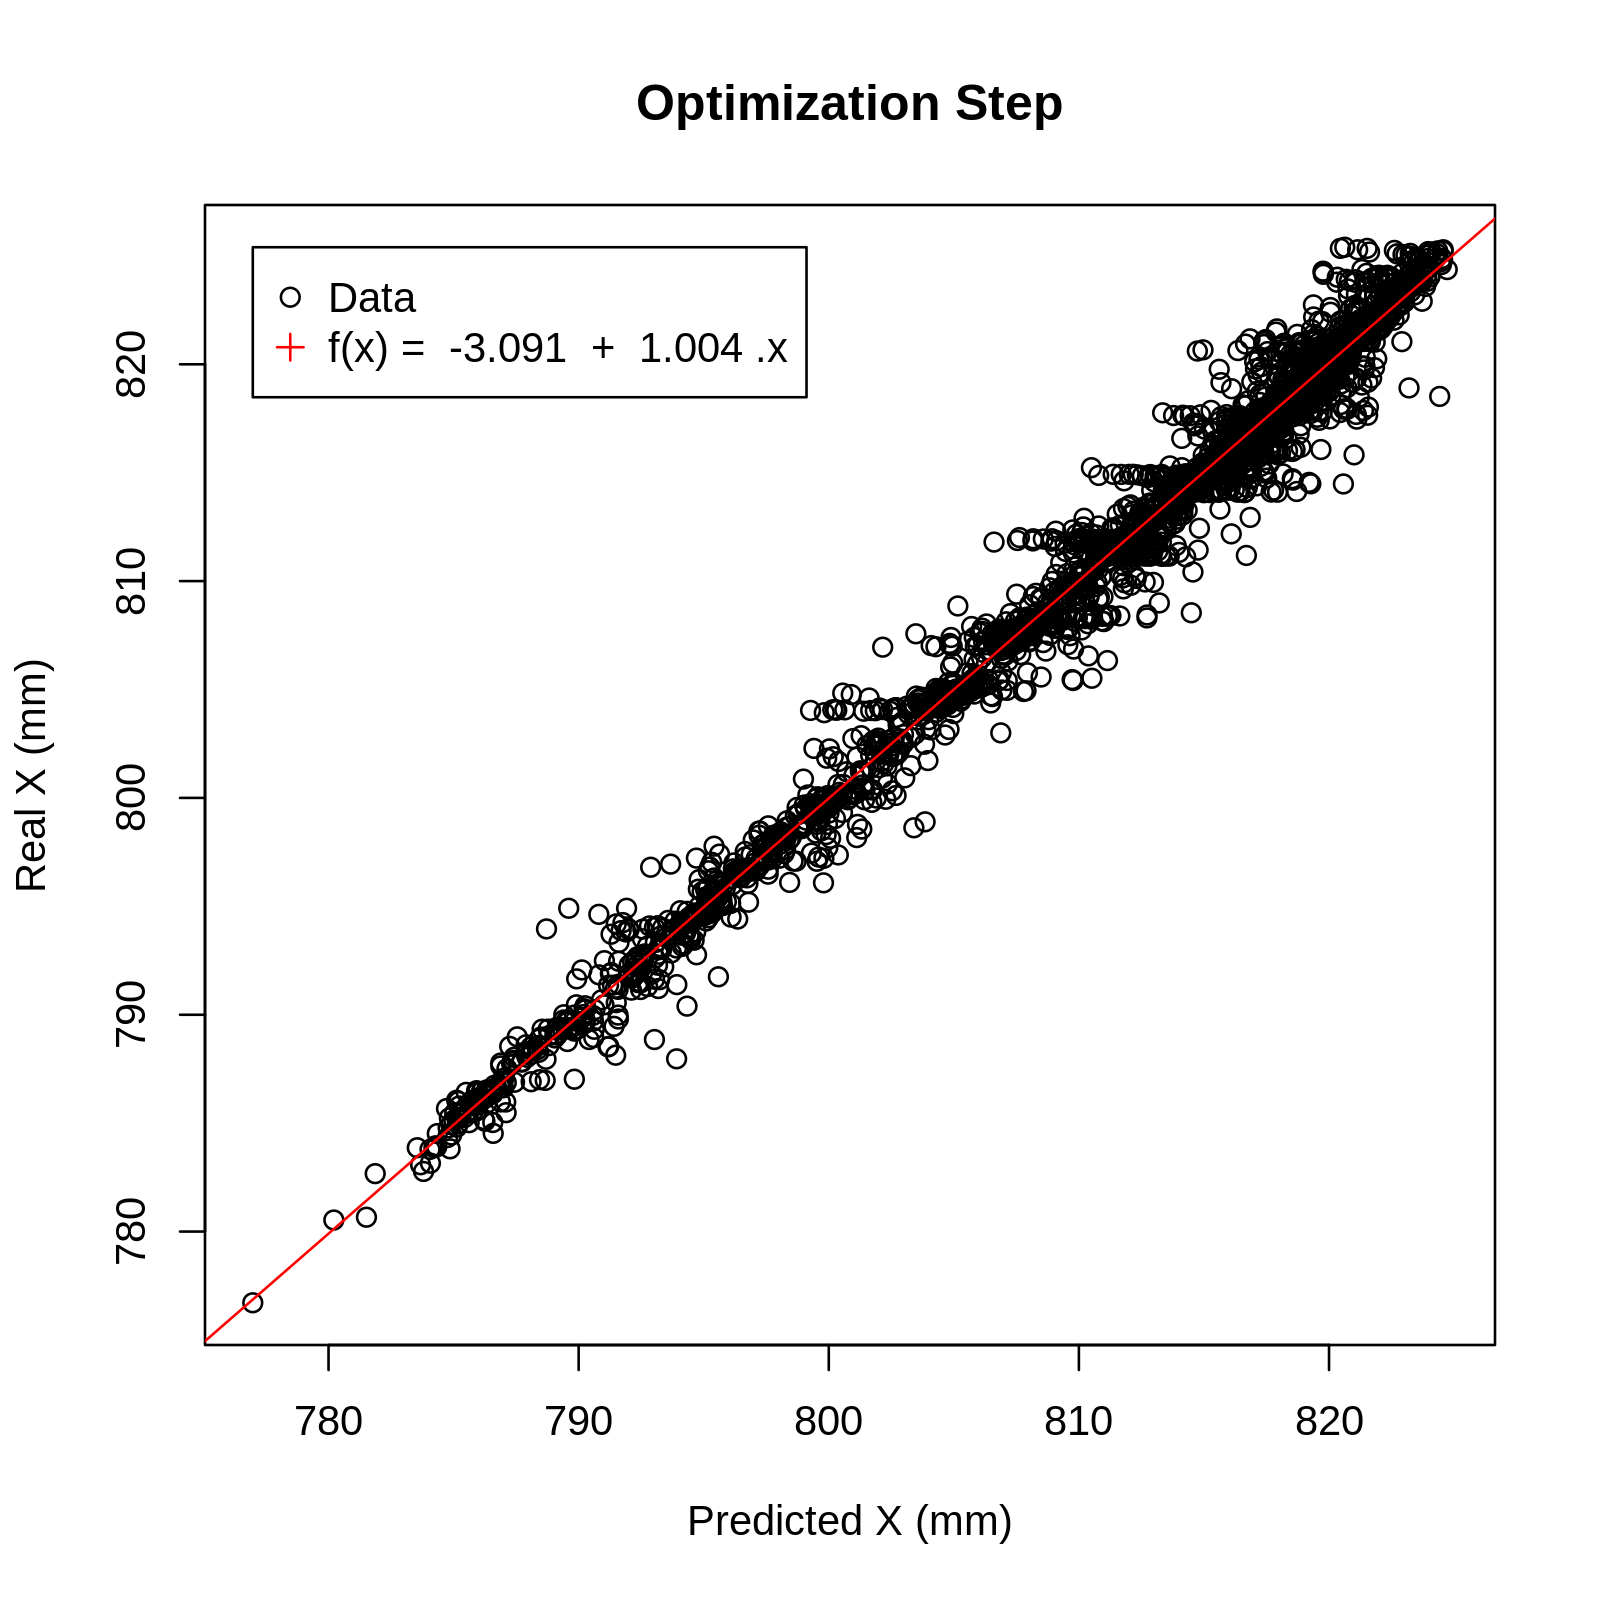 Optimization Step
Data
f(x) = -3.091 + 1.004 .x
820
810
800
790
780
Real X (mm)
780 790 800 810 820
Predicted X (mm)